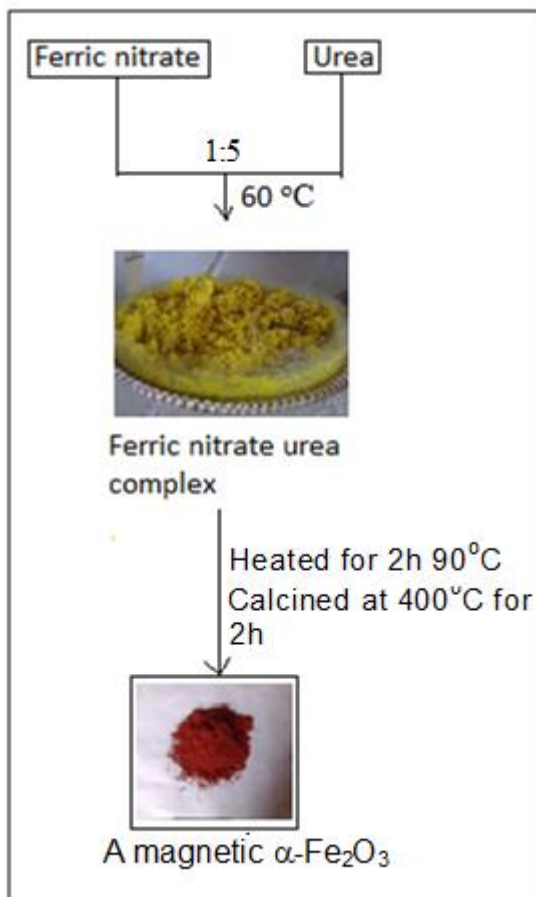 Ferric nitrate
Urea
1:5
60 °C
Ferric nitrate urea
complex
Heated for 2h 90°C
Calcined at 400°C for
2h
A magnetic α-Fe₂O₃